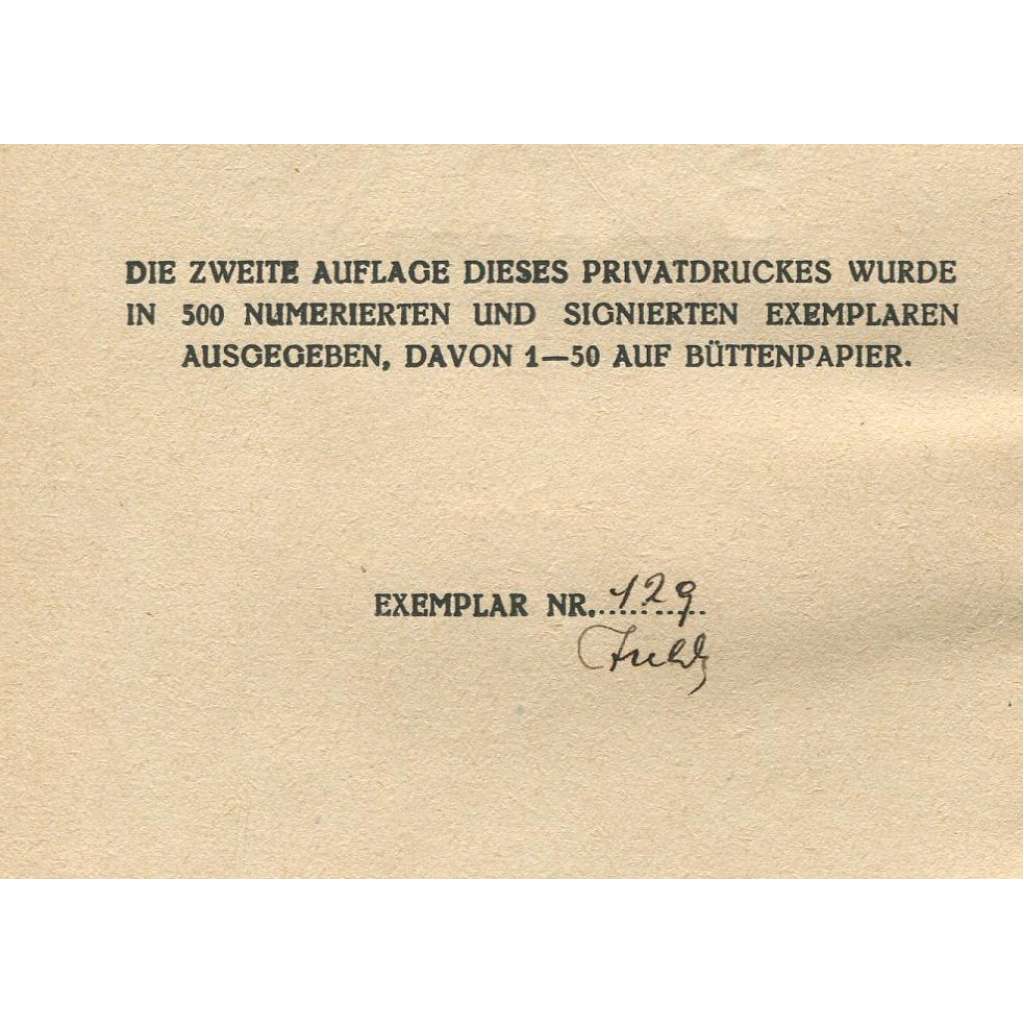 DIE ZWEITE AUFLAGE DIESES PRIVATDRUCKES WURDE
IN 500 NUMERIERTEN UND SIGNIERTEN EXEMPLAREN
AUSGEGEBEN, DAVON 1—50 AUF BÜTTENPAPIER.
EXEMPLAR NR. 129